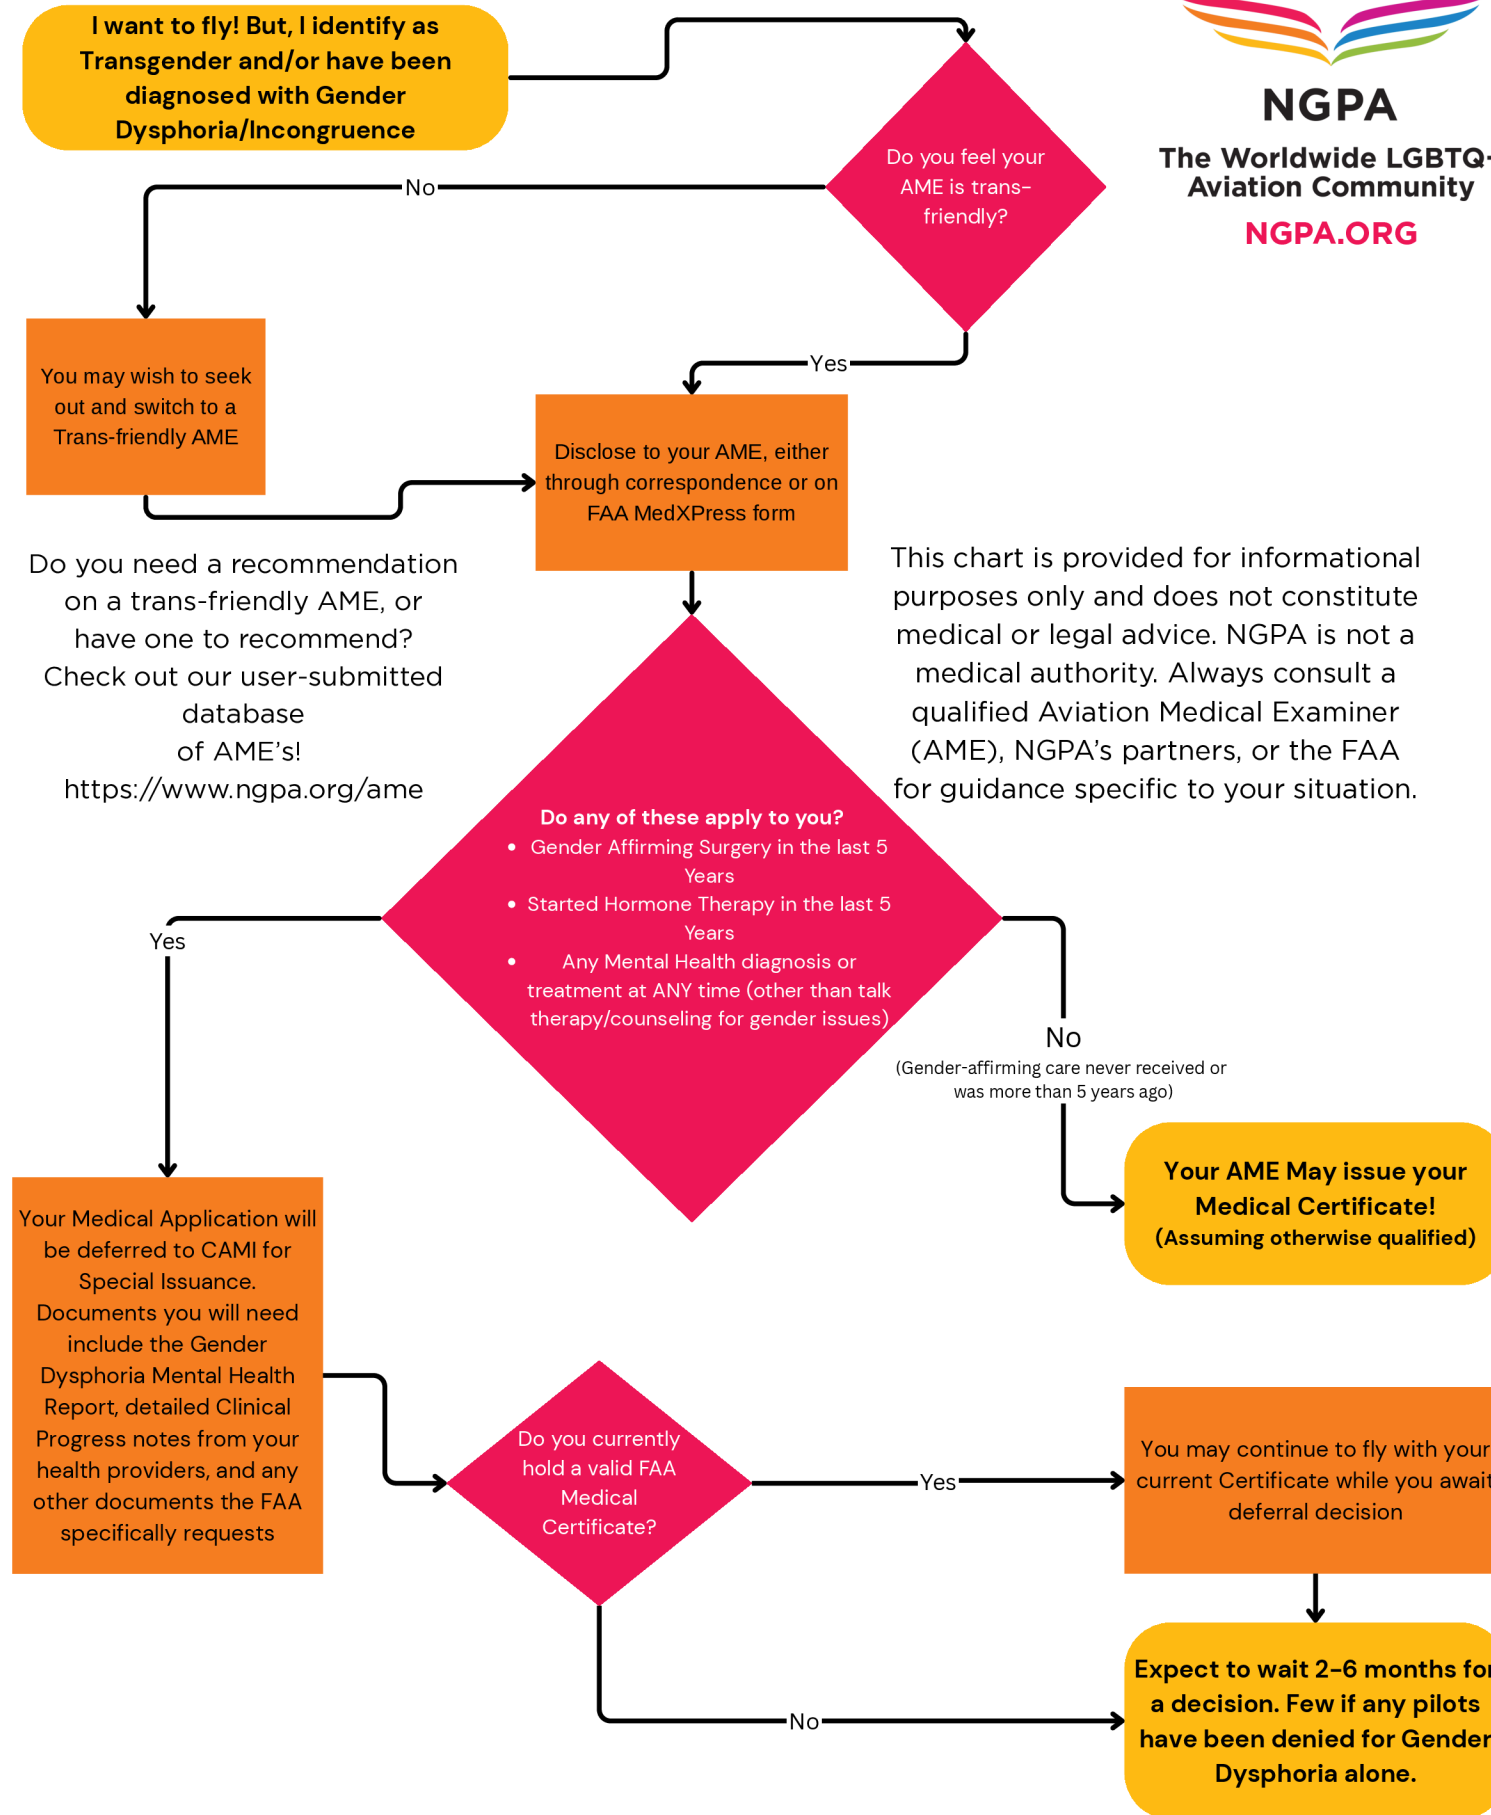 I want to fly! But, I identify as
Transgender and/or have been
diagnosed with Gender
Dysphoria/Incongruence
NGPA
The Worldwide LGBTQ
Aviation Community
NGPA.ORG
Do you feel your
AME is trans-
friendly?
No
Yes
You may wish to seek
out and switch to a
Trans-friendly AME
Disclose to your AME, either
through correspondence or on
FAA MedXPress form
Do you need a recommendation
on a trans-friendly AME, or
have one to recommend?
Check out our user-submitted
database
of AME's!
https://www.ngpa.org/ame
This chart is provided for informational
purposes only and does not constitute
medical or legal advice. NGPA is not a
medical authority. Always consult a
qualified Aviation Medical Examiner
(AME), NGPA's partners, or the FAA
for guidance specific to your situation.
Do any of these apply to you?
• Gender Affirming Surgery in the last 5
Years
• Started Hormone Therapy in the last 5
Years
• Any Mental Health diagnosis or
treatment at ANY time (other than talk
therapy/counseling for gender issues)
Yes
No
(Gender-affirming care never received or
was more than 5 years ago)
Your AME May issue your
Medical Certificate!
(Assuming otherwise qualified)
Your Medical Application will
be deferred to CAMI for
Special Issuance.
Documents you will need
include the Gender
Dysphoria Mental Health
Report, detailed Clinical
Progress notes from your
health providers, and any
other documents the FAA
specifically requests
Do you currently
hold a valid FAA
Medical
Certificate?
Yes
You may continue to fly with your
current Certificate while you await
deferral decision
No
Expect to wait 2-6 months for
a decision. Few if any pilots
have been denied for Gender
Dysphoria alone.